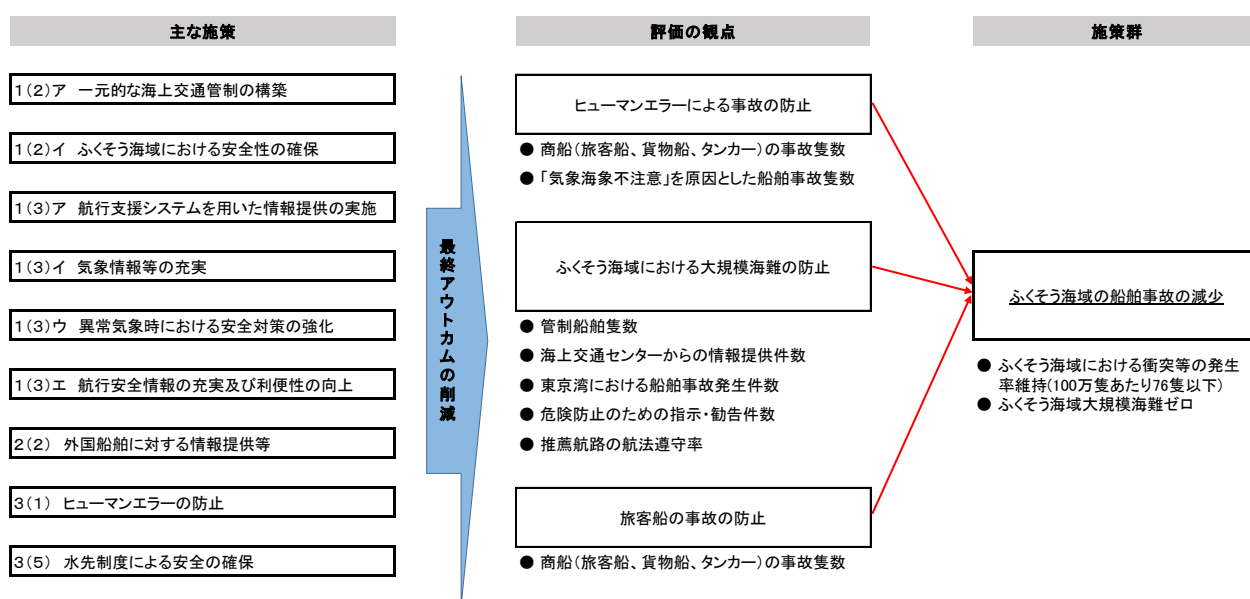 主な施策
1(2)ア 一元的な海上交通管制の構築
1(2)イ ふくそう海域における安全性の確保
1(3)ア 航行支援システムを用いた情報提供の実施
1(3)イ 気象情報等の充実
1(3)ウ 異常気象時における安全対策の強化
1(3)エ 航行安全情報の充実及び利便性の向上
2(2) 外国船舶に対する情報提供等
3(1) ヒューマンエラーの防止
3(5) 水先制度による安全の確保
最終アウトカムの削減
評価の観点
ヒューマンエラーによる事故の防止
● 商船(旅客船、貨物船、タンカー)の事故隻数
● 「気象海象不注意」を原因とした船舶事故隻数
ふくそう海域における大規模海難の防止
● 管制船舶隻数
● 海上交通センターからの情報提供件数
● 東京湾における船舶事故発生件数
● 危険防止のための指示・勧告件数
● 推薦航路の航法遵守率
旅客船の事故の防止
● 商船(旅客船、貨物船、タンカー)の事故隻数
施策群
ふくそう海域の船舶事故の減少
● ふくそう海域における衝突等の発生
率維持(100万隻あたり76隻以下)
● ふくそう海域大規模海難ゼロ